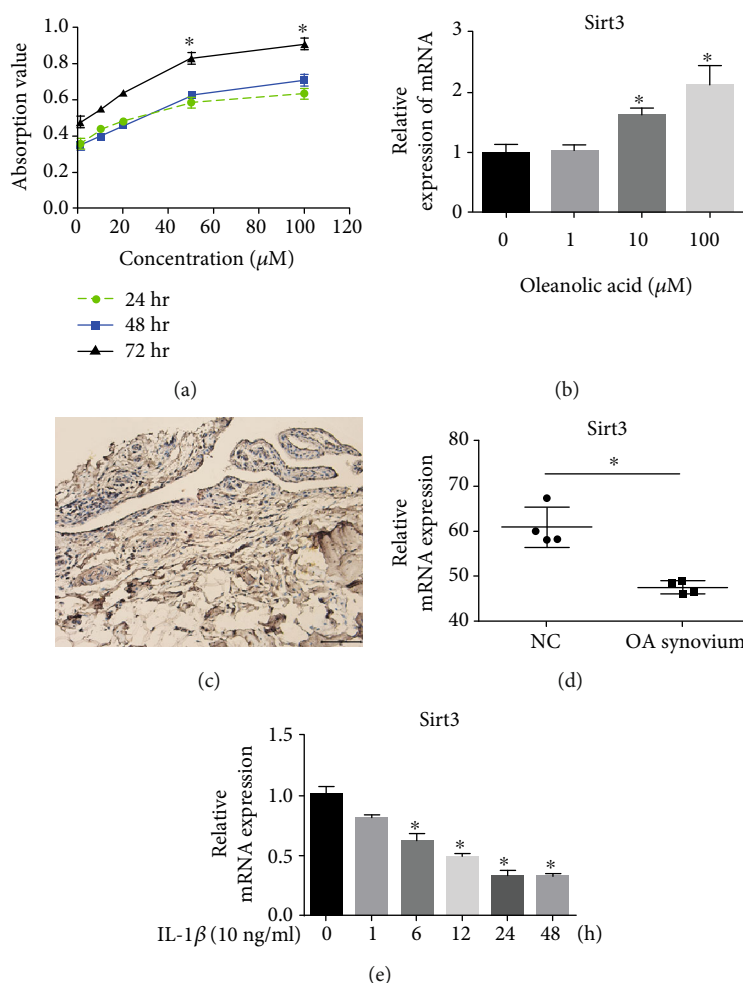 1.0
0.8
0.6
0.4
0.2
0.0
Absorption value
* *
0 20 40 60 80 100 120
Concentration (μM)
24 hr
48 hr
72 hr
(a)
Sirt3
3
2
1
0
Relative
expression of mRNA
* *
0 1 10 100
Oleanolic acid (μM)
(b)
(c)
Sirt3
80
70
60
50
40
Relative
mRNA expression
*
NC OA synovium
(d)
Sirt3
1.5
1.0
0.5
0.0
Relative
mRNA expression
* * * *
IL-1β (10 ng/ml) 0 1 6 12 24 48 (h)
(e)